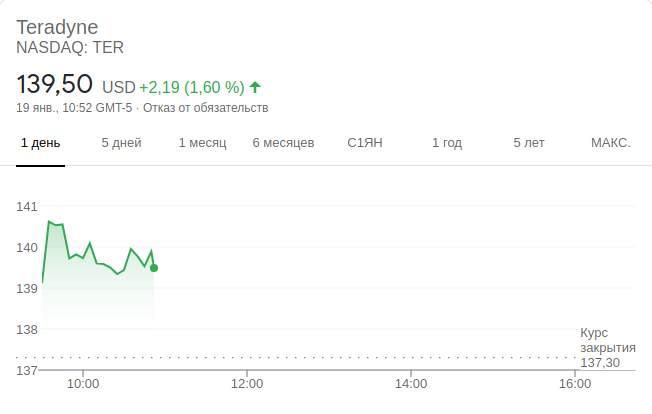 Teradyne
NASDAQ: TER
139,50 USD +2,19 (1,60 %)
19 янв., 10:52 GMT-5 · Отказ от обязательств
1 день 5 дней 1 месяц 6 месяцев С1ЯН 1 год 5 лет МАКС.
141
140
139
138
Курс
закрытия
137,30
137
10:00 12:00 14:00 16:00